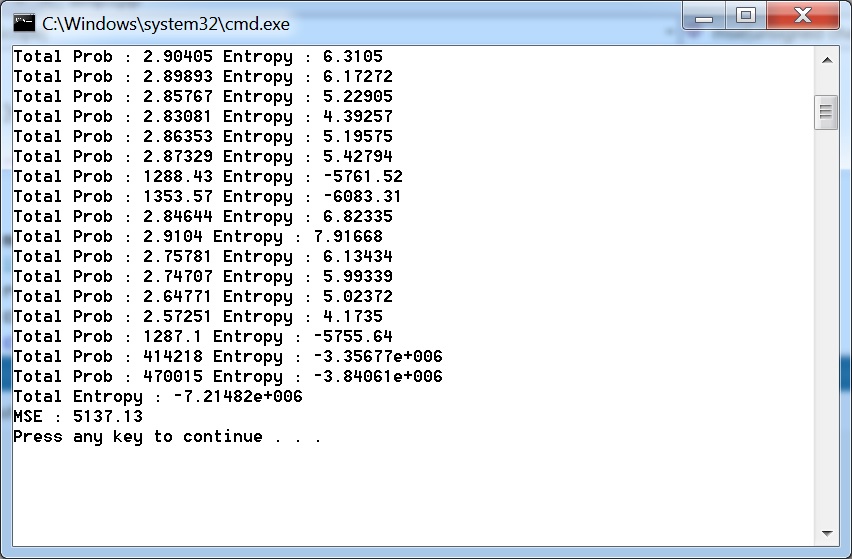 C:\Windows\system32\cmd.exe
Total Prob : 2.90405 Entropy : 6.3105
Total Prob : 2.89893 Entropy : 6.17272
Total Prob : 2.85767 Entropy : 5.22905
Total Prob : 2.83081 Entropy : 4.39257
Total Prob : 2.86353 Entropy : 5.19575
Total Prob : 2.87329 Entropy : 5.42794
Total Prob : 1288.43 Entropy : -5761.52
Total Prob : 1353.57 Entropy : -6083.31
Total Prob : 2.84644 Entropy : 6.82335
Total Prob : 2.9104 Entropy : 7.91668
Total Prob : 2.75781 Entropy : 6.13434
Total Prob : 2.74707 Entropy : 5.99339
Total Prob : 2.64771 Entropy : 5.02372
Total Prob : 2.57251 Entropy : 4.1735
Total Prob : 1287.1 Entropy : -5755.64
Total Prob : 414218 Entropy : -3.35677e+006
Total Prob : 470015 Entropy : -3.84061e+006
Total Entropy : -7.21482e+006
MSE : 5137.13
Press any key to continue . . .